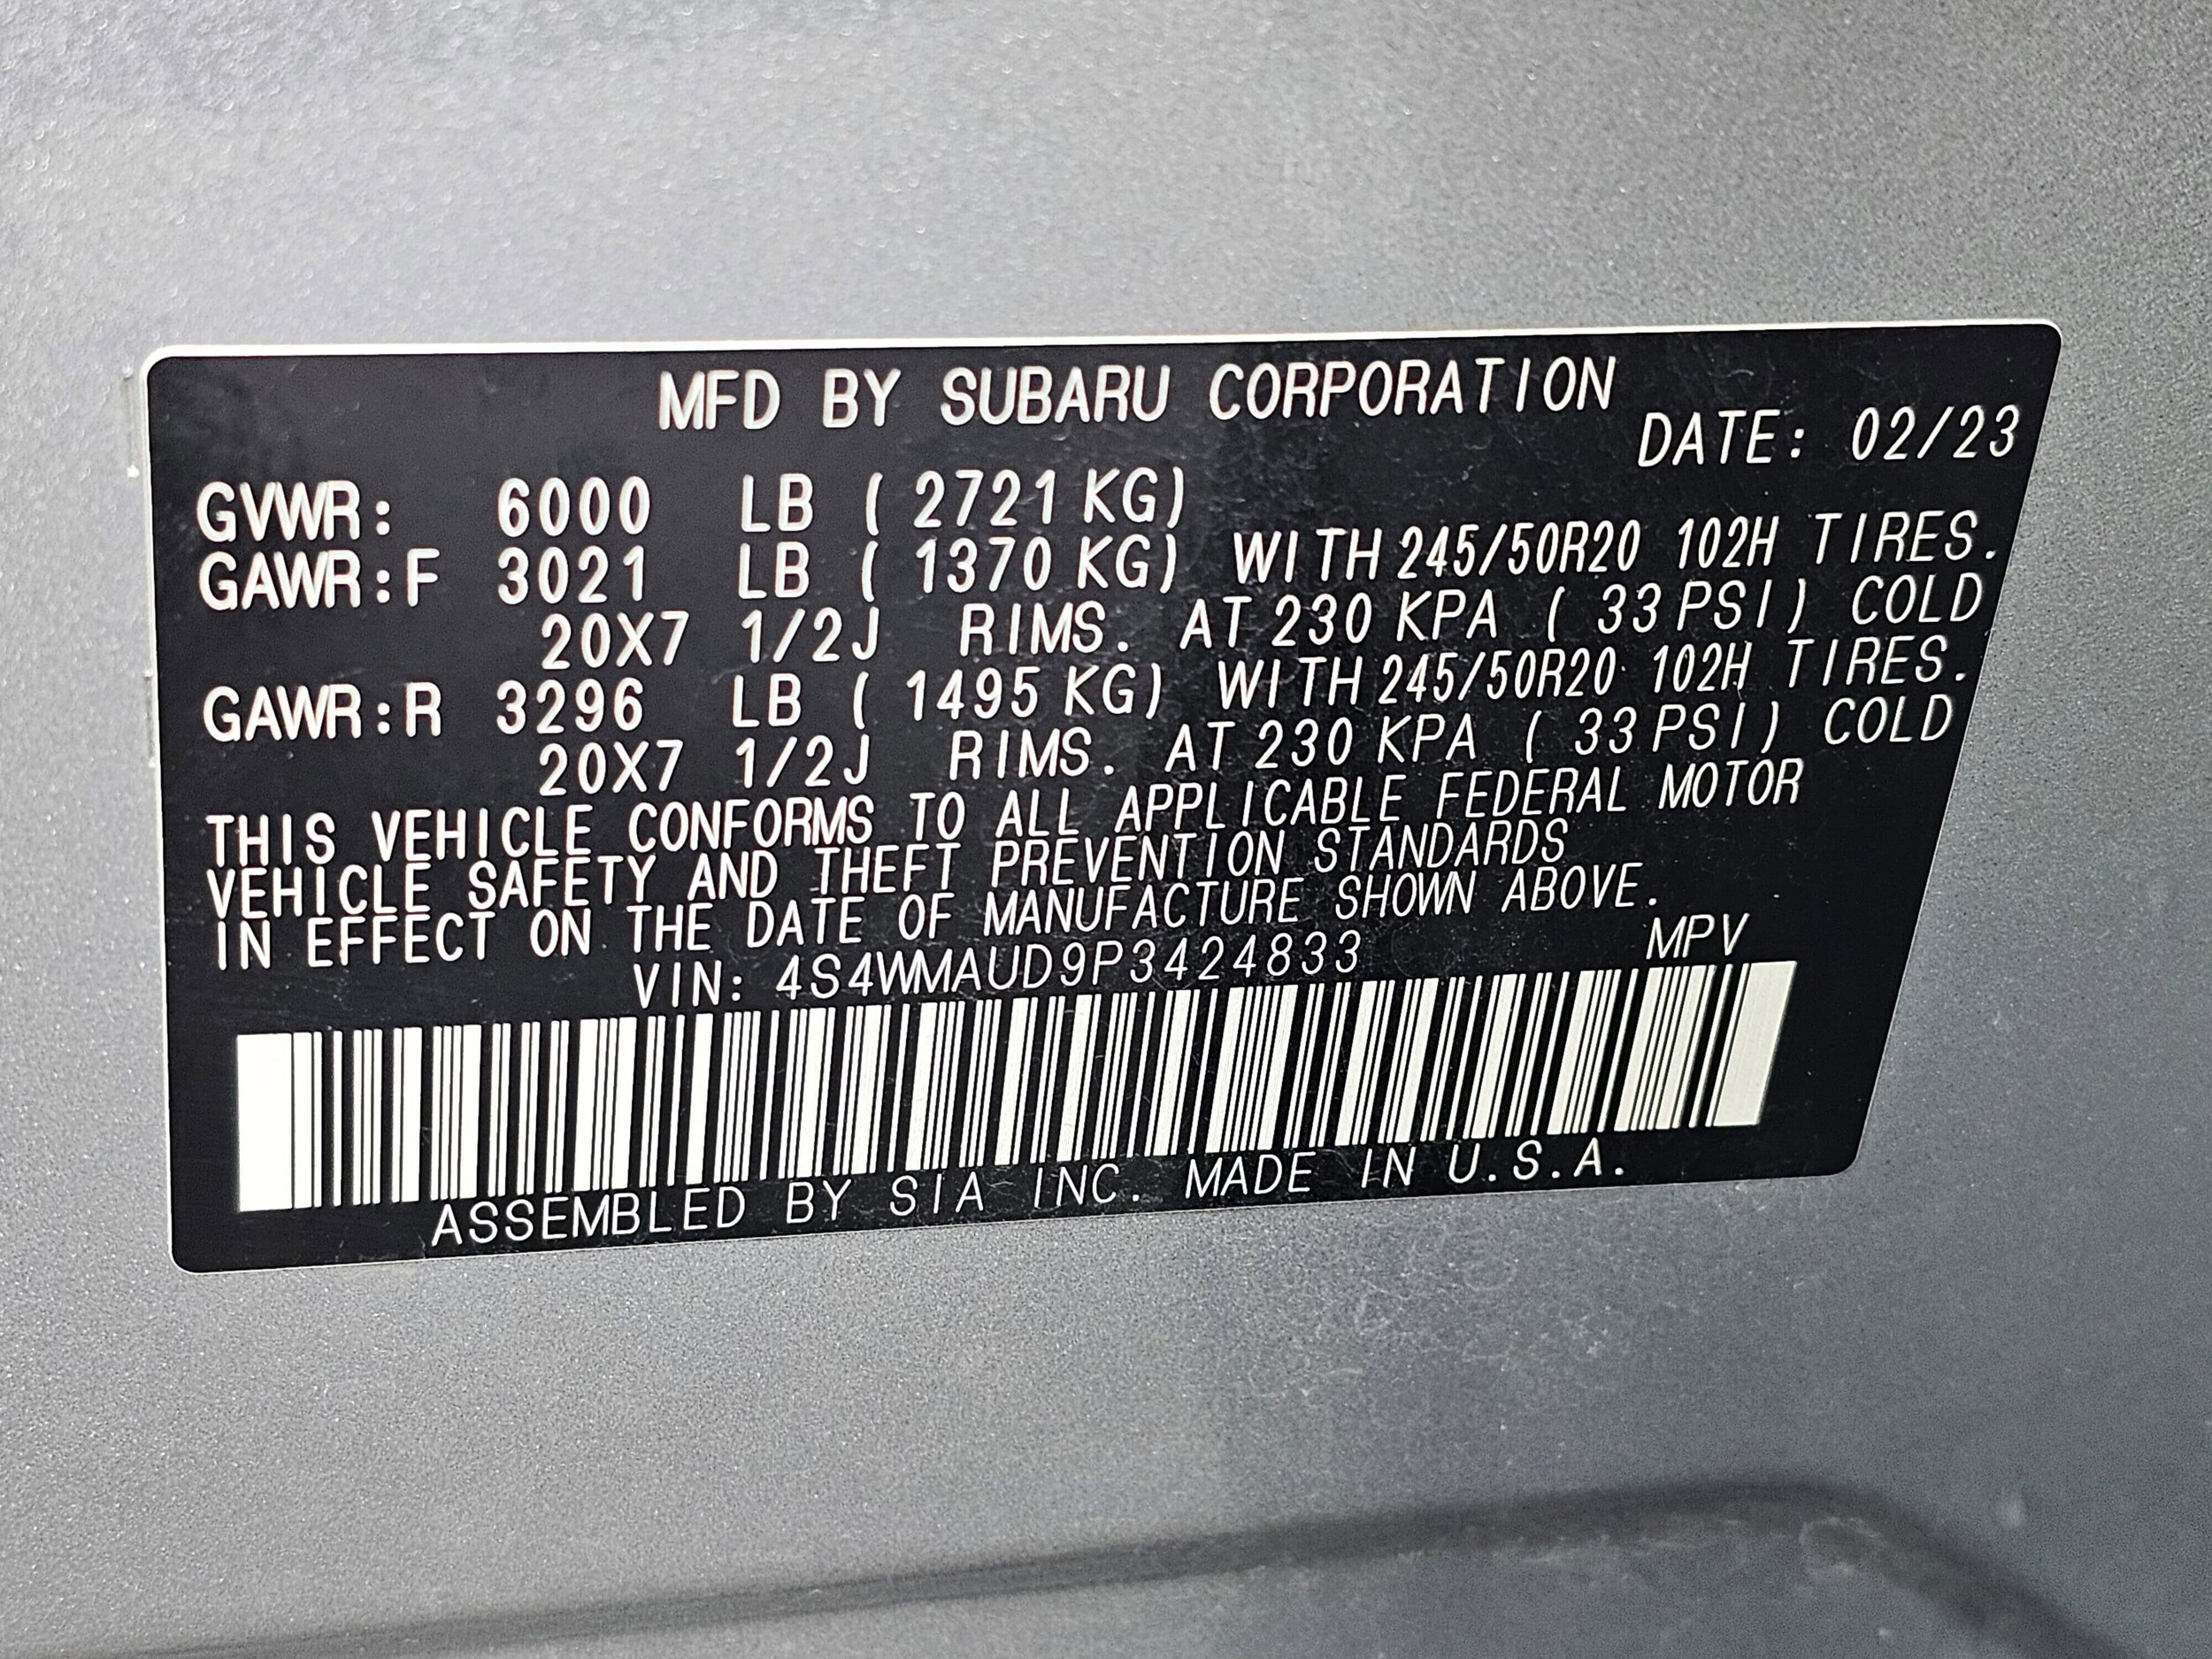 MFD BY SUBARU CORPORATION
DATE: 02/23
GVWR: 6000 LB ( 2721 KG)
GAWR:F 3021 LB ( 1370 KG) WITH 245/50R20 102H TIRES.
20X7 1/2J RIMS. AT 230 KPA ( 33 PSI) COLD
GAWR:R 3296 LB ( 1495 KG) WITH 245/50R20 102H TIRES.
20X7 1/2J RIMS. AT 230 KPA ( 33 PSI) COLD
THIS VEHICLE CONFORMS TO ALL APPLICABLE FEDERAL MOTOR
VEHICLE SAFETY AND THEFT PREVENTION STANDARDS
IN EFFECT ON THE DATE OF MANUFACTURE SHOWN ABOVE.
VIN: 4S4WMAUD9P3424833 MPV
ASSEMBLED BY SIA INC. MADE IN U.S.A.